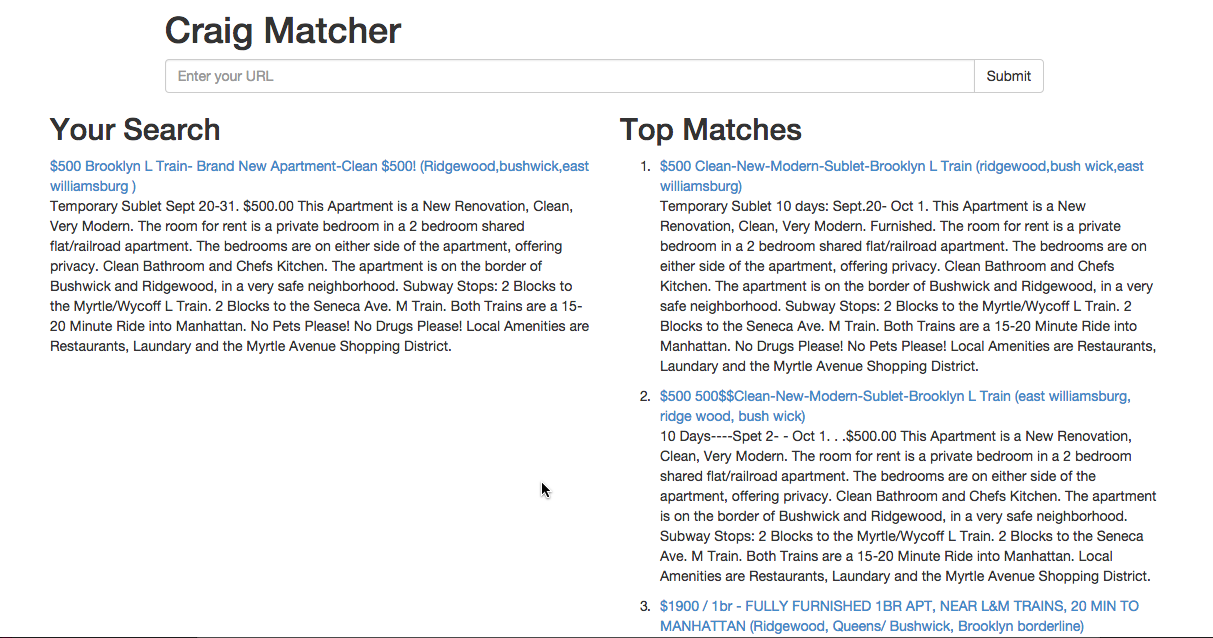 Craig Matcher
Enter your URL
Submit
Your Search
$500 Brooklyn L Train- Brand New Apartment-Clean $500! (Ridgewood,bushwick,east
williamsburg )
Temporary Sublet Sept 20-31. $500.00 This Apartment is a New Renovation, Clean,
Very Modern. The room for rent is a private bedroom in a 2 bedroom shared
flat/railroad apartment. The bedrooms are on either side of the apartment, offering
privacy. Clean Bathroom and Chefs Kitchen. The apartment is on the border of
Bushwick and Ridgewood, in a very safe neighborhood. Subway Stops: 2 Blocks to
the Myrtle/Wycoff L Train. 2 Blocks to the Seneca Ave. M Train. Both Trains are a 15-
20 Minute Ride into Manhattan. No Pets Please! No Drugs Please! Local Amenities are
Restaurants, Laundary and the Myrtle Avenue Shopping District.
Top Matches
1. $500 Clean-New-Modern-Sublet-Brooklyn L Train (ridgewood,bush wick,east
williamsburg)
Temporary Sublet 10 days: Sept.20- Oct 1. This Apartment is a New
Renovation, Clean, Very Modern. Furnished. The room for rent is a private
bedroom in a 2 bedroom shared flat/railroad apartment. The bedrooms are on
either side of the apartment, offering privacy. Clean Bathroom and Chefs
Kitchen. The apartment is on the border of Bushwick and Ridgewood, in a very
safe neighborhood. Subway Stops: 2 Blocks to the Myrtle/Wycoff L Train. 2
Blocks to the Seneca Ave. M Train. Both Trains are a 15-20 Minute Ride into
Manhattan. No Drugs Please! No Pets Please! Local Amenities are Restaurants,
Laundary and the Myrtle Avenue Shopping District.
2. $500 500$$Clean-New-Modern-Sublet-Brooklyn L Train (east williamsburg,
ridge wood, bush wick)
10 Days----Spet 2- - Oct 1. . .$500.00 This Apartment is a New Renovation,
Clean, Very Modern. The room for rent is a private bedroom in a 2 bedroom
shared flat/railroad apartment. The bedrooms are on either side of the
apartment, offering privacy. Clean Bathroom and Chefs Kitchen. The apartment
is on the border of Bushwick and Ridgewood, in a very safe neighborhood.
Subway Stops: 2 Blocks to the Myrtle/Wycoff L Train. 2 Blocks to the Seneca
Ave. M Train. Both Trains are a 15-20 Minute Ride into Manhattan. Local
Amenities are Restaurants, Laundary and the Myrtle Avenue Shopping District.
3. $1900 / 1br - FULLY FURNISHED 1BR APT, NEAR L&M TRAINS, 20 MIN TO
MANHATTAN (Ridgewood, Queens/ Bushwick, Brooklyn borderline)